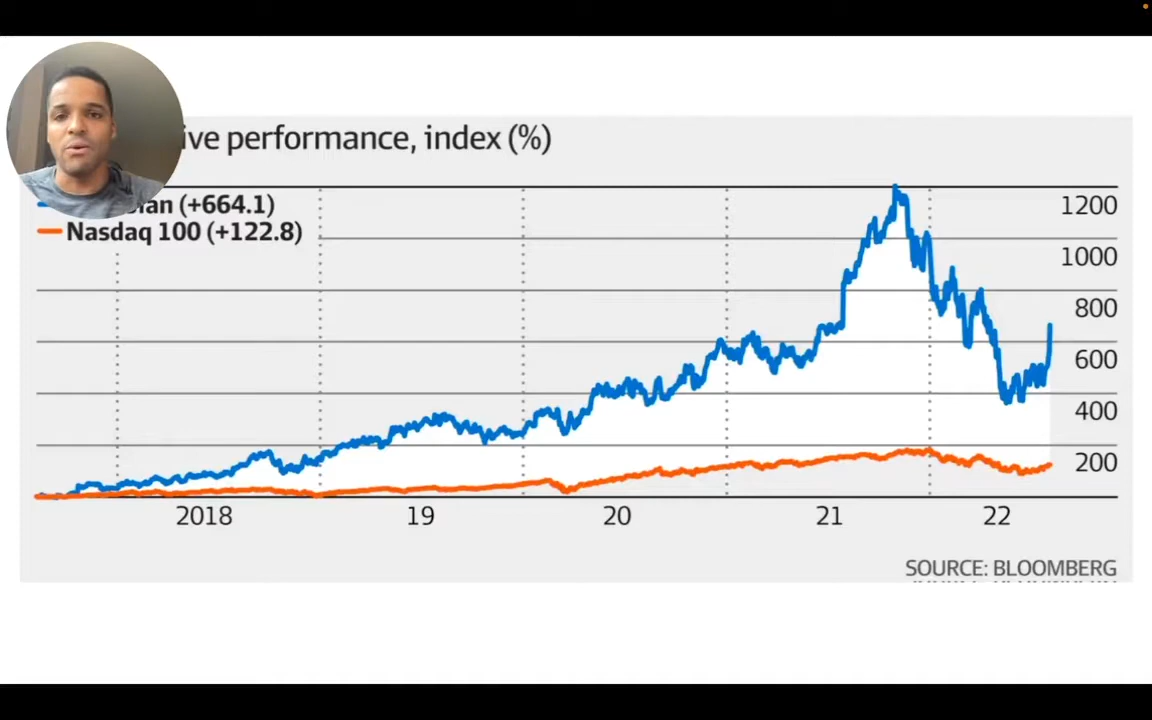 ive performance, index (%)
ian (+664.1)
Nasdaq 100 (+122.8)
1200
1000
800
600
400
200
2018 19 20 21 22
SOURCE: BLOOMBERG